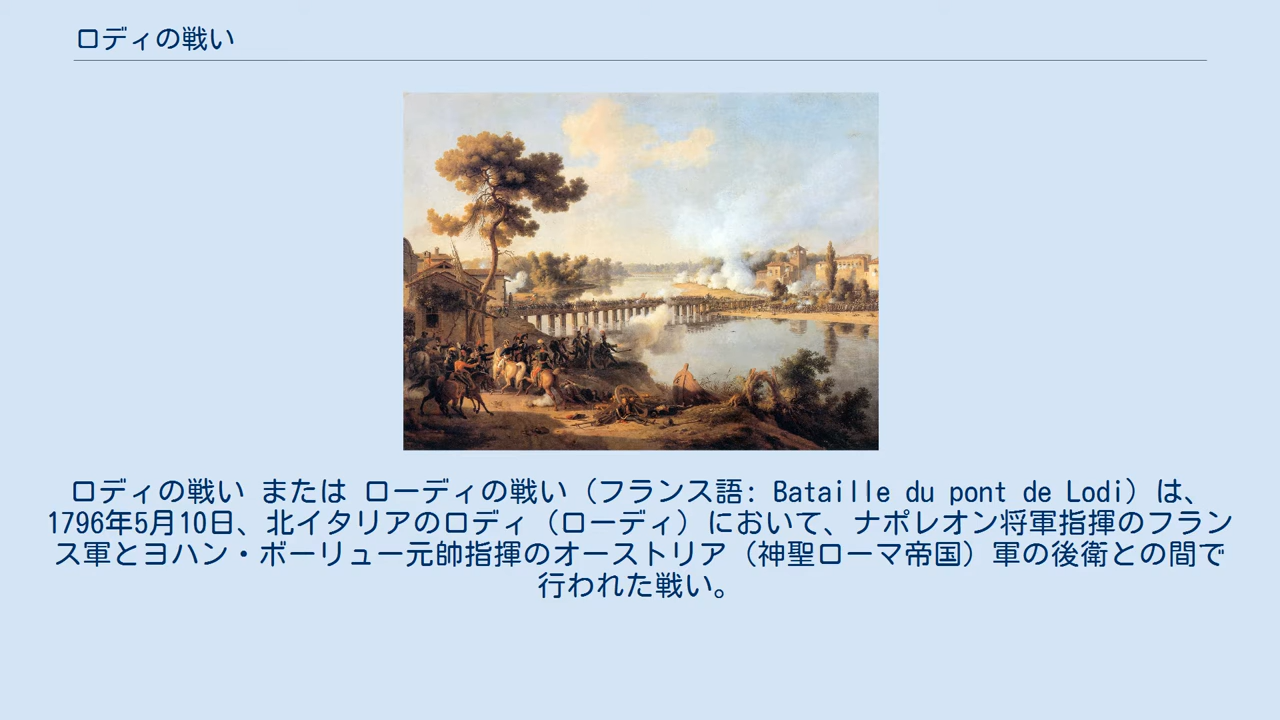 ロディの戦い
ロディの戦い または ローディの戦い（フランス語: Bataille du pont de Lodi）は、
1796年5月10日、北イタリアのロディ（ローディ）において、ナポレオン将軍指揮のフラン
ス軍とヨハン・ボーリュー元帥指揮のオーストリア（神聖ローマ帝国）軍の後衛との間で
行われた戦い。